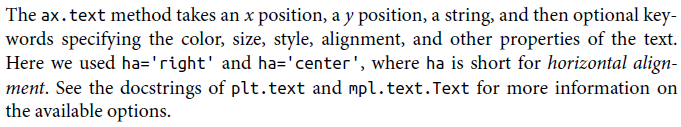 The ax.text method takes an x position, a y position, a string, and then optional key-
words specifying the color, size, style, alignment, and other properties of the text.
Here we used ha='right' and ha='center', where ha is short for horizontal align-
ment. See the docstrings of plt.text and mpl.text.Text for more information on
the available options.